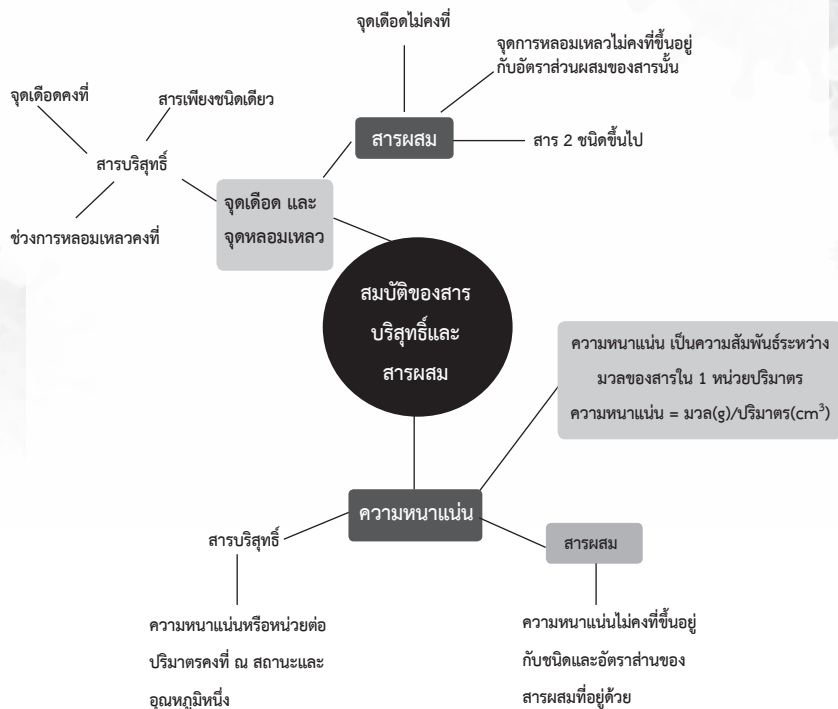 จุดเดือดไม่คงที่
จุดการหลอมเหลวไม่คงที่ขึ้นอยู่
กับอัตราส่วนผสมของสารนั้น
จุดเดือดคงที่
สารเพียงชนิดเดียว
สารผสม
สาร 2 ชนิดขึ้นไป
สารบริสุทธิ์
จุดเดือด และ
จุดหลอมเหลว
ช่วงการหลอมเหลวคงที่
สมบัติของสาร
บริสุทธิ์และ
สารผสม
ความหนาแน่น เป็นความสัมพันธ์ระหว่าง
มวลของสารใน 1 หน่วยปริมาตร
ความหนาแน่น = มวล(g)/ปริมาตร(cm³)
ความหนาแน่น
สารบริสุทธิ์
สารผสม
ความหนาแน่นหรือหน่วยต่อ
ปริมาตรคงที่ ณ สถานะและ
อุณหภูมิหนึ่ง
ความหนาแน่นไม่คงที่ขึ้นอยู่
กับชนิดและอัตราส่านของ
สารผสมที่อยู่ด้วย